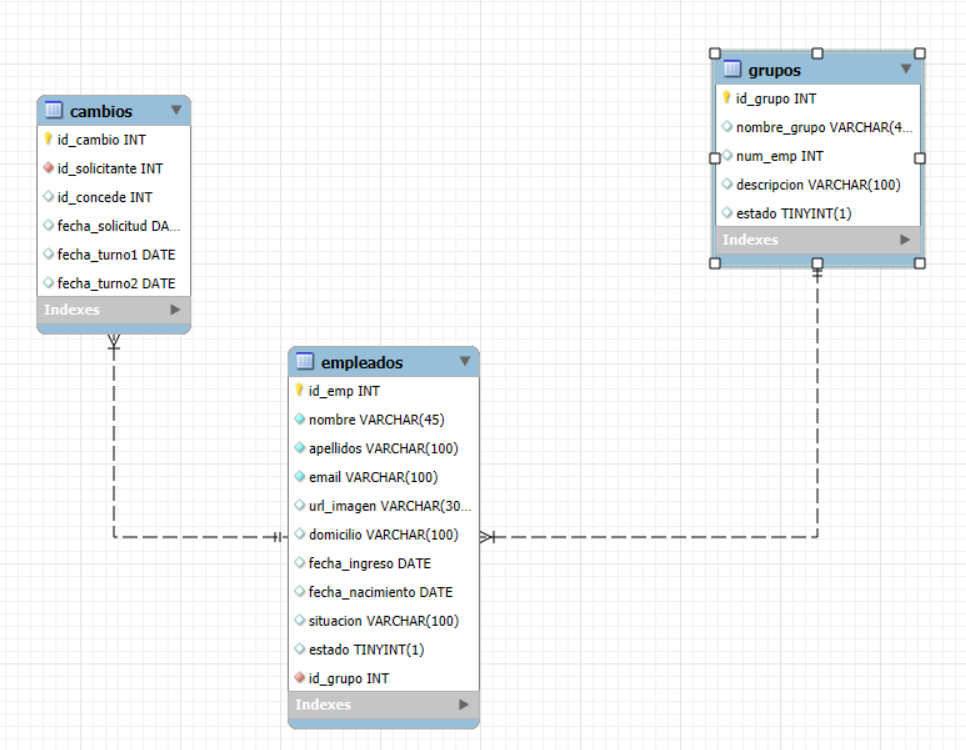 cambios
id_cambio INT
id_solicitante INT
id_concede INT
fecha_solicitud DA...
fecha_turno1 DATE
fecha_turno2 DATE
Indexes
empleados
id_emp INT
nombre VARCHAR(45)
apellidos VARCHAR(100)
email VARCHAR(100)
url_imagen VARCHAR(30...
domicilio VARCHAR(100)
fecha_ingreso DATE
fecha_nacimiento DATE
situacion VARCHAR(100)
estado TINYINT(1)
id_grupo INT
Indexes
grupos
id_grupo INT
nombre_grupo VARCHAR(4...
num_emp INT
descripcion VARCHAR(100)
estado TINYINT(1)
Indexes